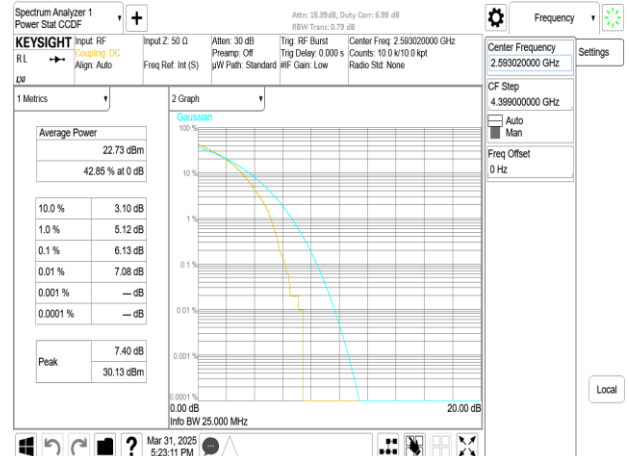 Spectrum Analyzer 1
Power Stat CCDF
Attn: 15.39dB, Duty Corr: 6.99 dB
RBW Trans: 0.79 dB
Frequency
KEYSIGHT
Input: RF
Coupling: DC
Align: Auto
Input Z: 50 Ω
Freq Ref: Int (S)
Atten: 30 dB
Preamp: Off
µW Path: Standard
Trig: RF Burst
Trig Delay: 0.000 s
#IF Gain: Low
Center Freq: 2.593020000 GHz
Counts: 10.0 k/10.0 kpt
Radio Std: None
RL
LXI
Center Frequency
2.593020000 GHz
Settings
CF Step
4.399000000 GHz
Auto
Man
Freq Offset
0 Hz
1 Metrics
2 Graph
Gaussian
Average Power
22.73 dBm
42.85 % at 0 dB
10.0 % 3.10 dB
1.0 % 5.12 dB
0.1 % 6.13 dB
0.01 % 7.08 dB
0.001 % --- dB
0.0001 % --- dB
Peak
7.40 dB
30.13 dBm
100 %
10 %
1 %
0.1 %
0.01 %
0.001 %
0.0001 %
0.00 dB
20.00 dB
Info BW 25.000 MHz
Local
?
Mar 31, 2025
5:23:11 PM